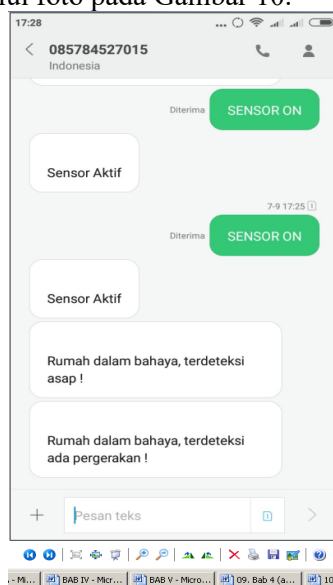 17:28
085784527015
Indonesia
Diterima SENSOR ON
Sensor Aktif
7-9 17:25 1
Diterima SENSOR ON
Sensor Aktif
Rumah dalam bahaya, terdeteksi
asap !
Rumah dalam bahaya, terdeteksi
ada pergerakan !
Pesan teks
- Mi... BAB IV - Micr... BAB V - Micro... 09. Bab 4 (a...